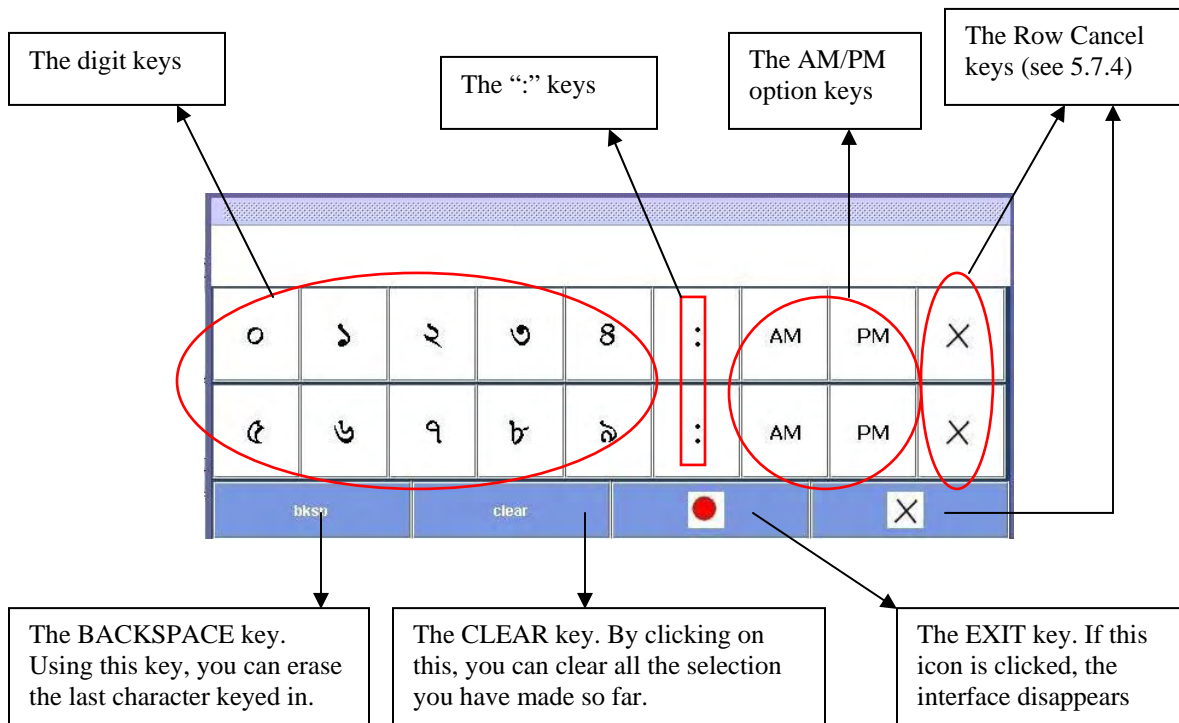 The digit keys
The “:” keys
The AM/PM
option keys
The Row Cancel
keys (see 5.7.4)
০ ১ ২ ৩ ৪ : AM PM X
৫ ৬ ৭ ৮ ৯ : AM PM X
bksp clear X
The BACKSPACE key.
Using this key, you can erase
the last character keyed in.
The CLEAR key. By clicking on
this, you can clear all the selection
you have made so far.
The EXIT key. If this
icon is clicked, the
interface disappears